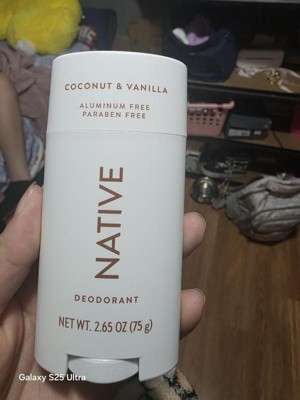 COCONUT & VANILLA
ALUMINUM FREE
PARABEN FREE
NATIVE
DEODORANT
NET WT. 2.65 OZ (75 g)
Galaxy S25 Ultra